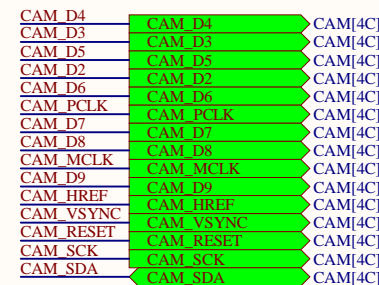 CAM_D4 CAM_D4 CAM[4C]
CAM_D3 CAM_D3 CAM[4C]
CAM_D5 CAM_D5 CAM[4C]
CAM_D2 CAM_D2 CAM[4C]
CAM_D6 CAM_D6 CAM[4C]
CAM_PCLK CAM_PCLK CAM[4C]
CAM_D7 CAM_D7 CAM[4C]
CAM_D8 CAM_D8 CAM[4C]
CAM_MCLK CAM_MCLK CAM[4C]
CAM_D9 CAM_D9 CAM[4C]
CAM_HREF CAM_HREF CAM[4C]
CAM_VSYNC CAM_VSYNC CAM[4C]
CAM_RESET CAM_RESET CAM[4C]
CAM_SCK CAM_SCK CAM[4C]
CAM_SDA CAM_SDA CAM[4C]